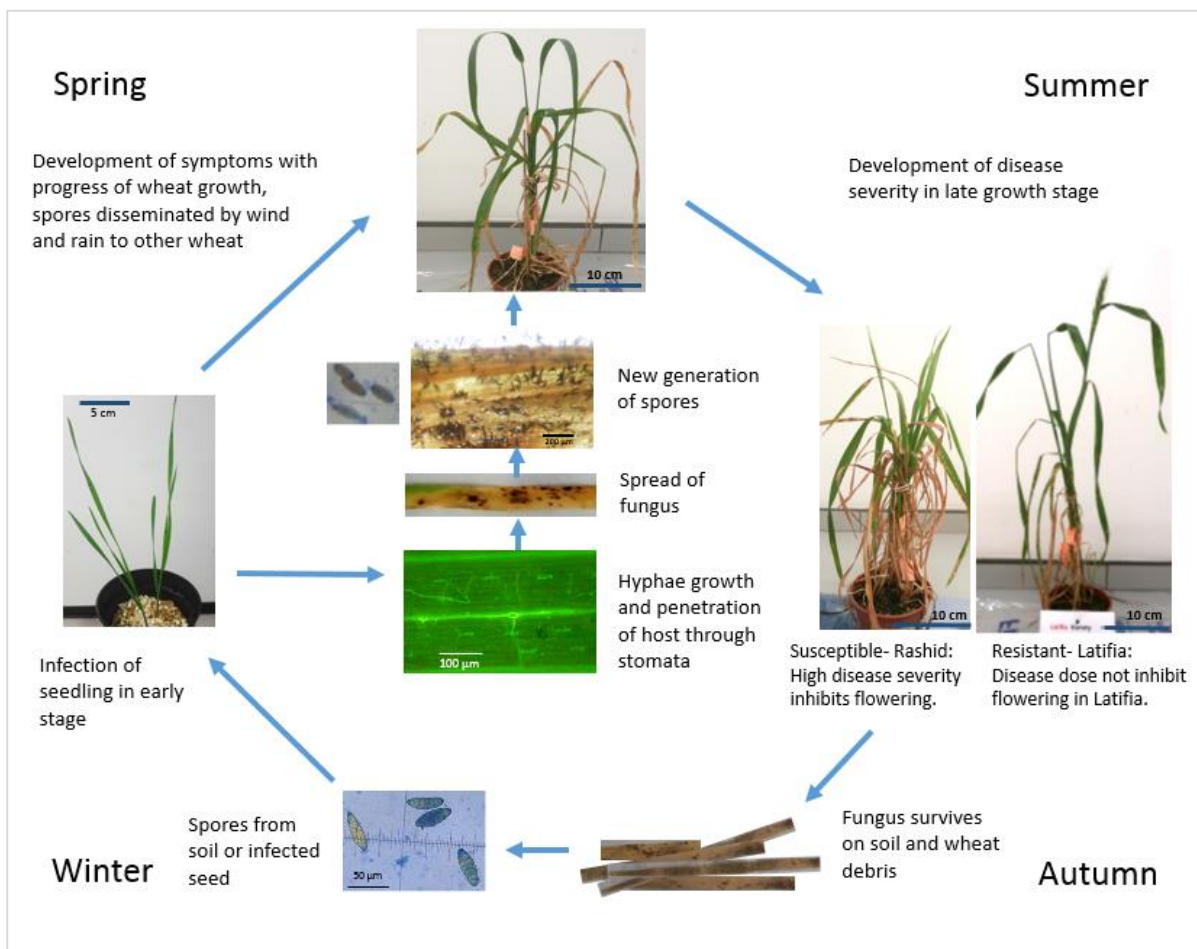 Spring
Summer
Development of symptoms with
progress of wheat growth,
spores disseminated by wind
and rain to other wheat
10 cm
Development of disease
severity in late growth stage
5 cm
New generation
of spores
200 µm
Spread of
fungus
Hyphae growth
and penetration
of host through
stomata
100 µm
Infection of
seedling in early
stage
10 cm
10 cm
Susceptible- Rashid:
High disease severity
inhibits flowering.
Resistant- Latifia:
Disease dose not inhibit
flowering in Latifia.
Spores from
soil or infected
seed
50 µm
Fungus survives
on soil and wheat
debris
Winter
Autumn